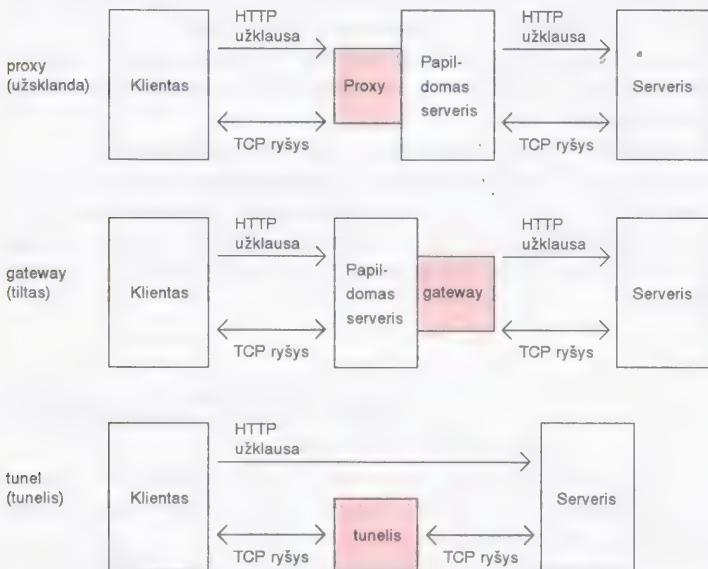 proxy
(užsklanda)
Klientas
HTTP
užklausa
TCP ryšys
Proxy
Papil-
domas
serveris
HTTP
užklausa
TCP ryšys
Serveris
gateway
(tiltas)
Klientas
HTTP
užklausa
TCP ryšys
Papil-
domas
serveris
gateway
HTTP
užklausa
TCP ryšys
Serveris
tunel
(tunelis)
Klientas
HTTP
užklausa
TCP ryšys
tunelis
TCP ryšys
Serveris